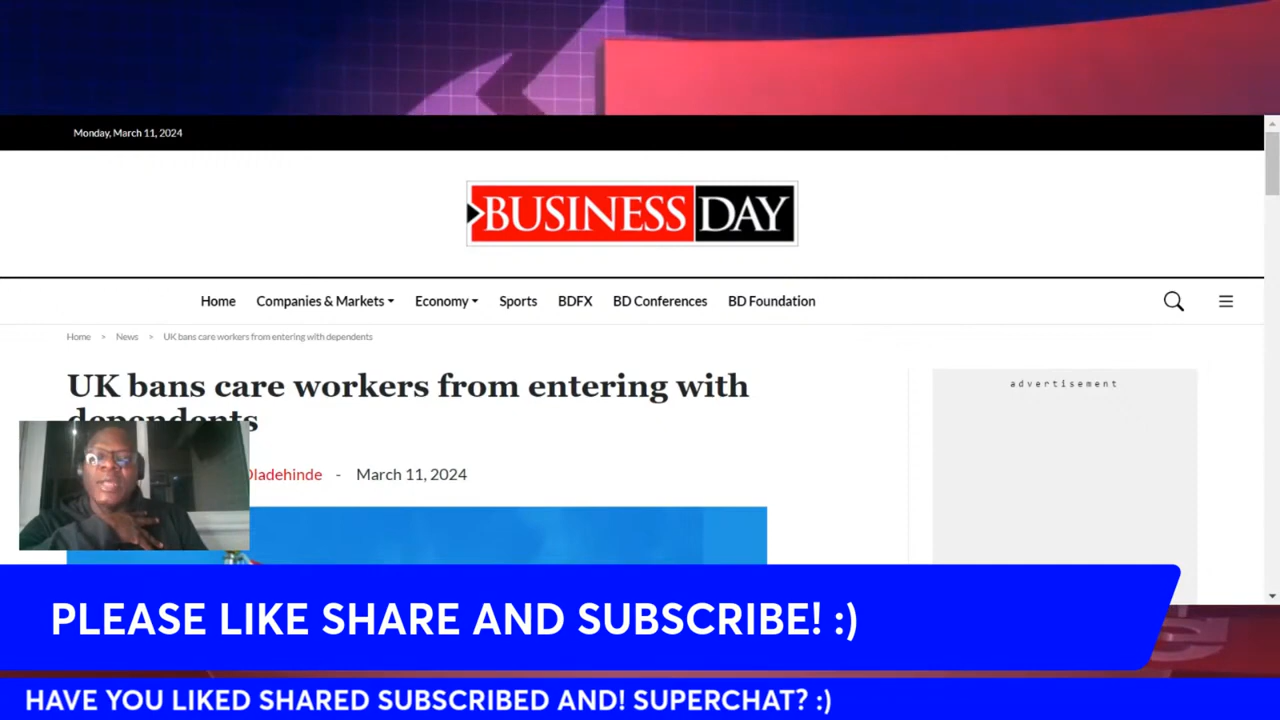 Monday, March 11, 2024
BUSINESS DAY
Home Companies & Markets Economy Sports BDFX BD Conferences BD Foundation
Home > News > UK bans care workers from entering with dependents
UK bans care workers from entering with
dependents
advertisement
Oladehinde - March 11, 2024
PLEASE LIKE SHARE AND SUBSCRIBE! :)
HAVE YOU LIKED SHARED SUBSCRIBED AND! SUPERCHAT? :)